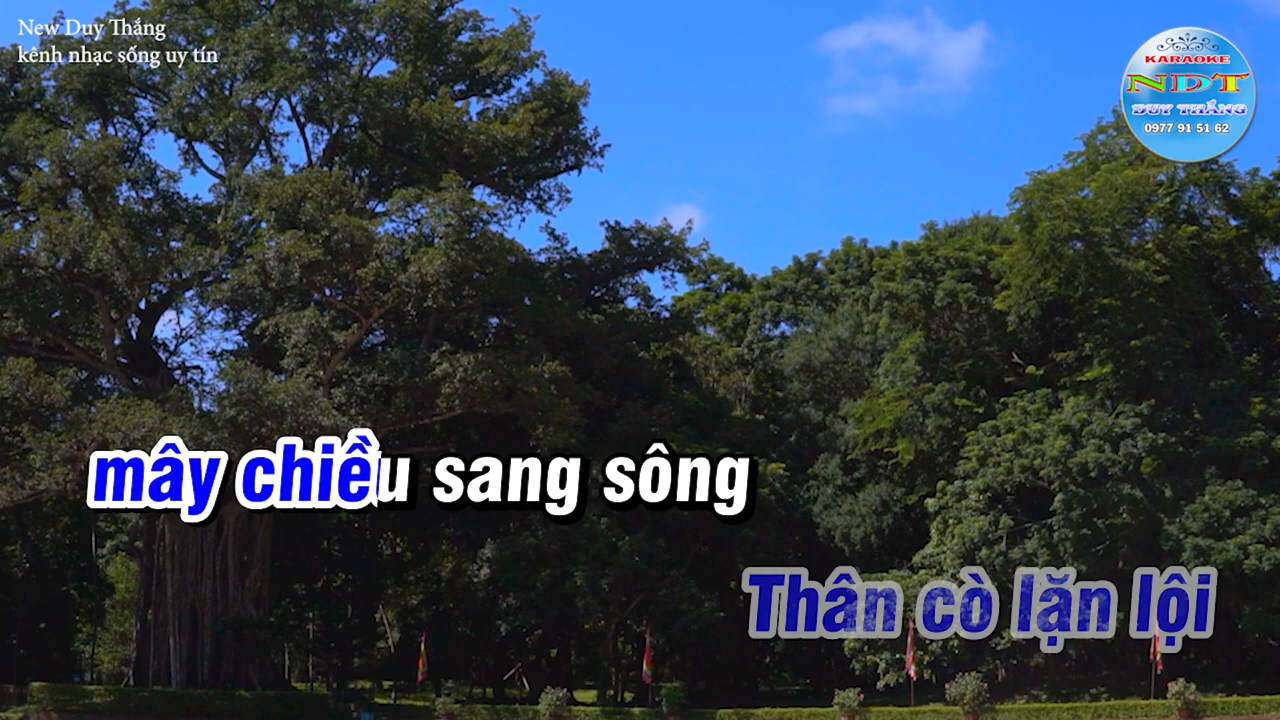 New Duy Thắng
kênh nhạc sống uy tín
KARAOKE
NDT
DUY THẮNG
0977 91 51 62
mây chiều sang sông
Thân cò lặn lội